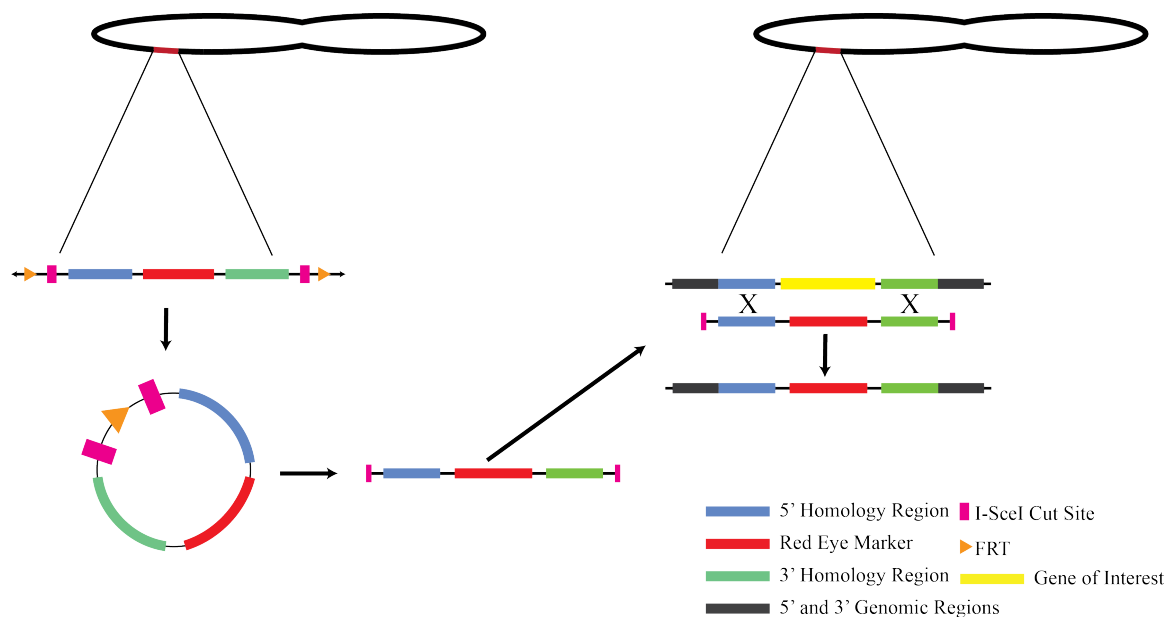 X X
5’ Homology Region
I-SceI Cut Site
Red Eye Marker
FRT
3’ Homology Region
Gene of Interest
5’ and 3’ Genomic Regions